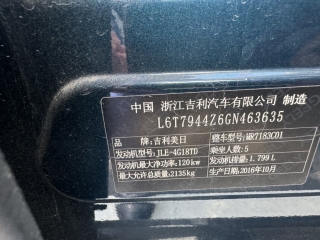 中国 浙江吉利汽车有限公司 制造
L6T7944Z6GN463635
品牌:吉利美日 整车型号:MR7183C01
发动机型号:JLE-4G18TD 乘坐人数:5
发动机最大净功率:120kw 发动机排量:1.799L
最大允许总质量:2135kg 生产日期:2016年10月